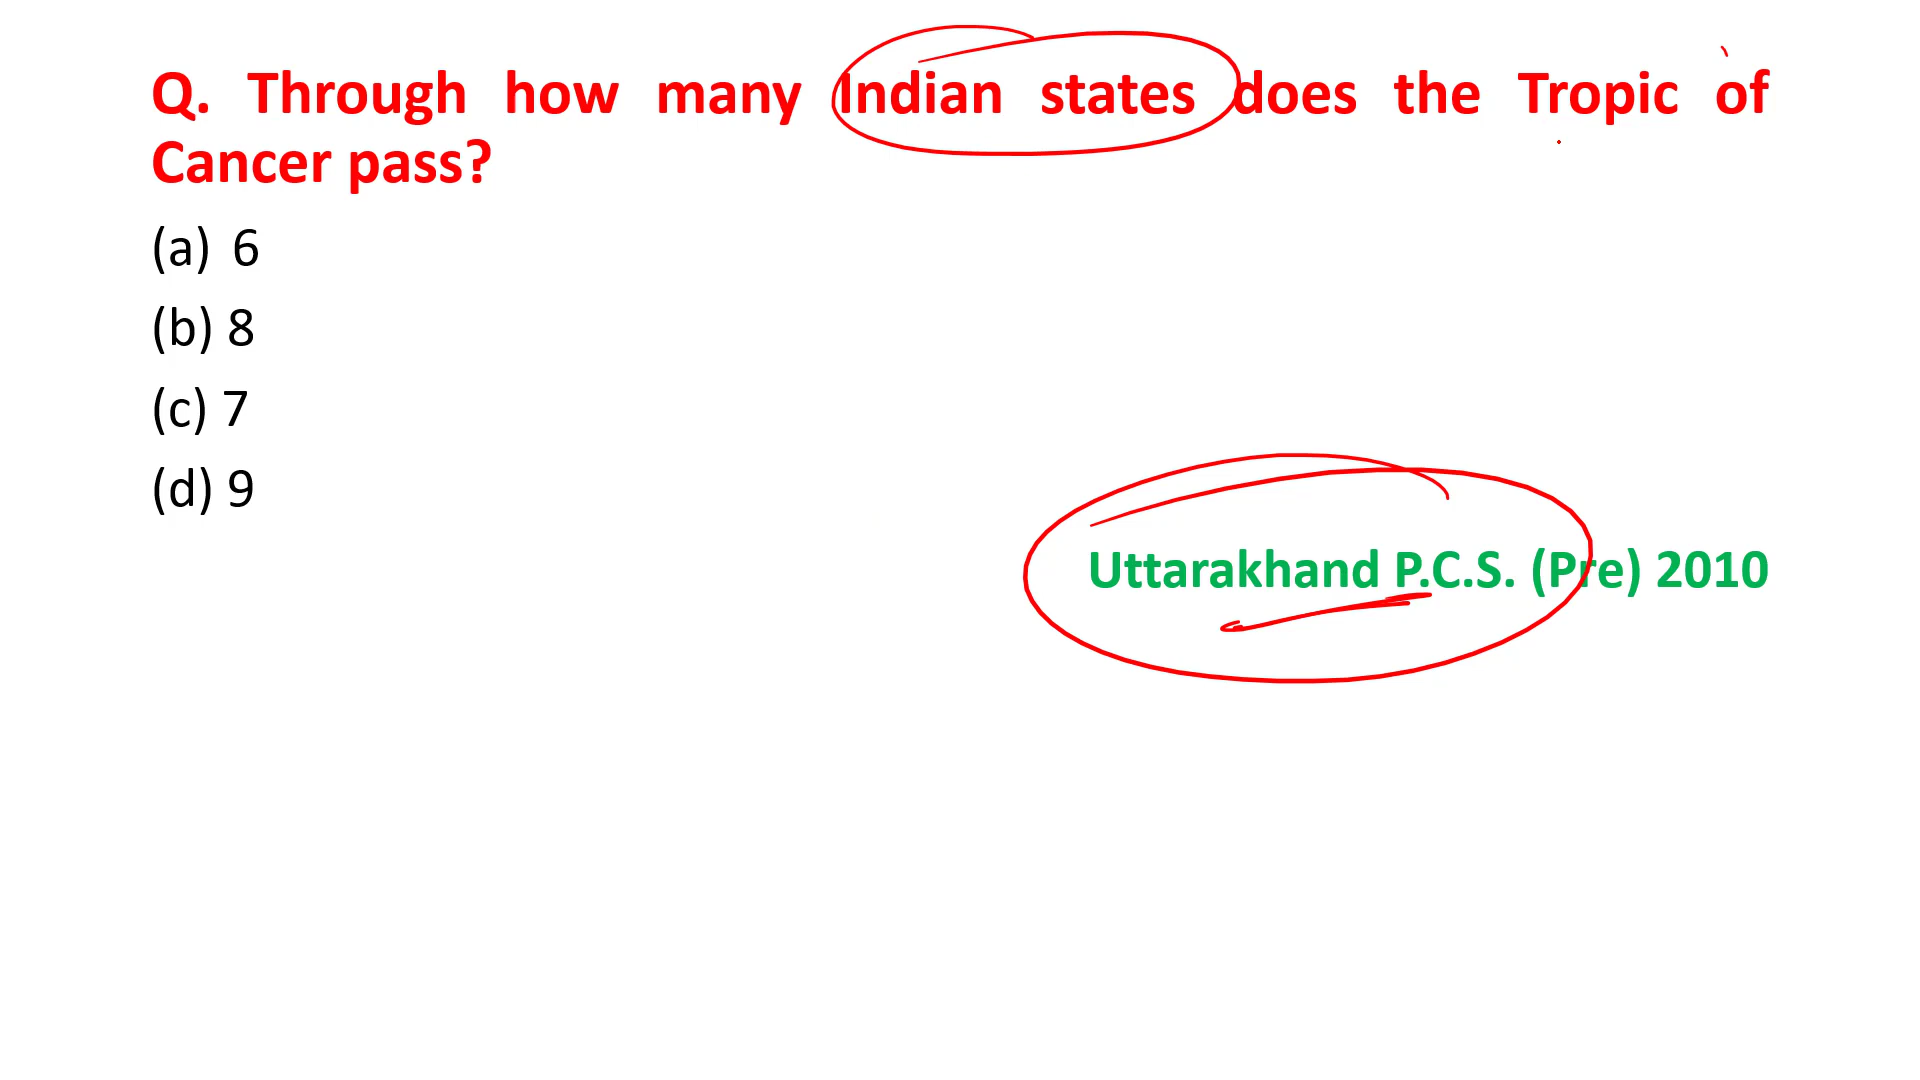 Q. Through how many Indian states does the Tropic of
Cancer pass?
(a) 6
(b) 8
(c) 7
(d) 9
Uttarakhand P.C.S. (Pre) 2010